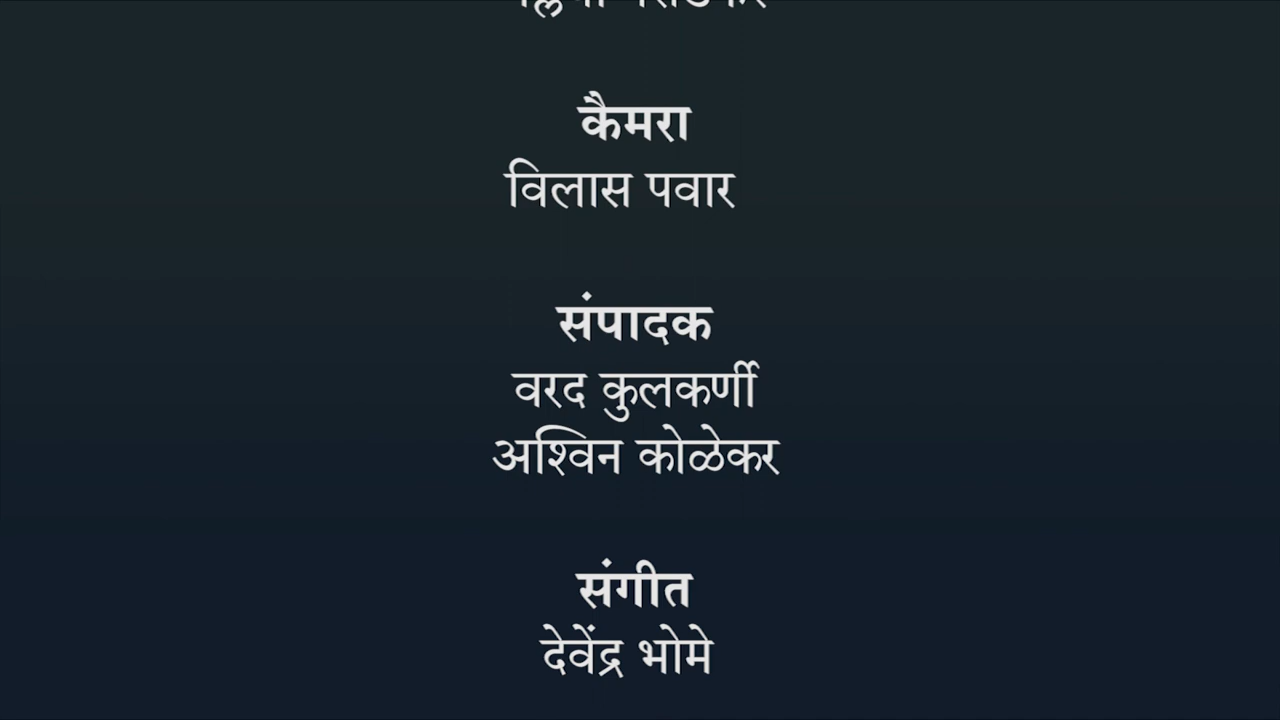 कैमरा
विलास पवार
संपादक
वरद कुलकर्णी
अश्विन कोळेकर
संगीत
देवेंद्र भोमे